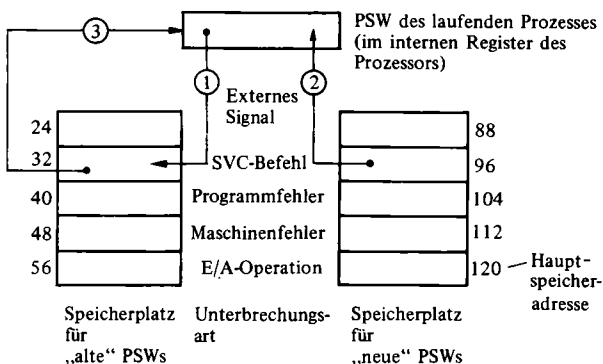 3
PSW des laufenden Prozesses
(im internen Register des
Prozessors)
1
2
Externes
Signal
24
88
32
SVC-Befehl
96
40
Programmfehler
104
48
Maschinenfehler
112
56
E/A-Operation
120
Haupt-
speicher-
adresse
Speicherplatz
für
„alte“ PSWs
Unterbrechungs-
art
Speicherplatz
für
„neue“ PSWs